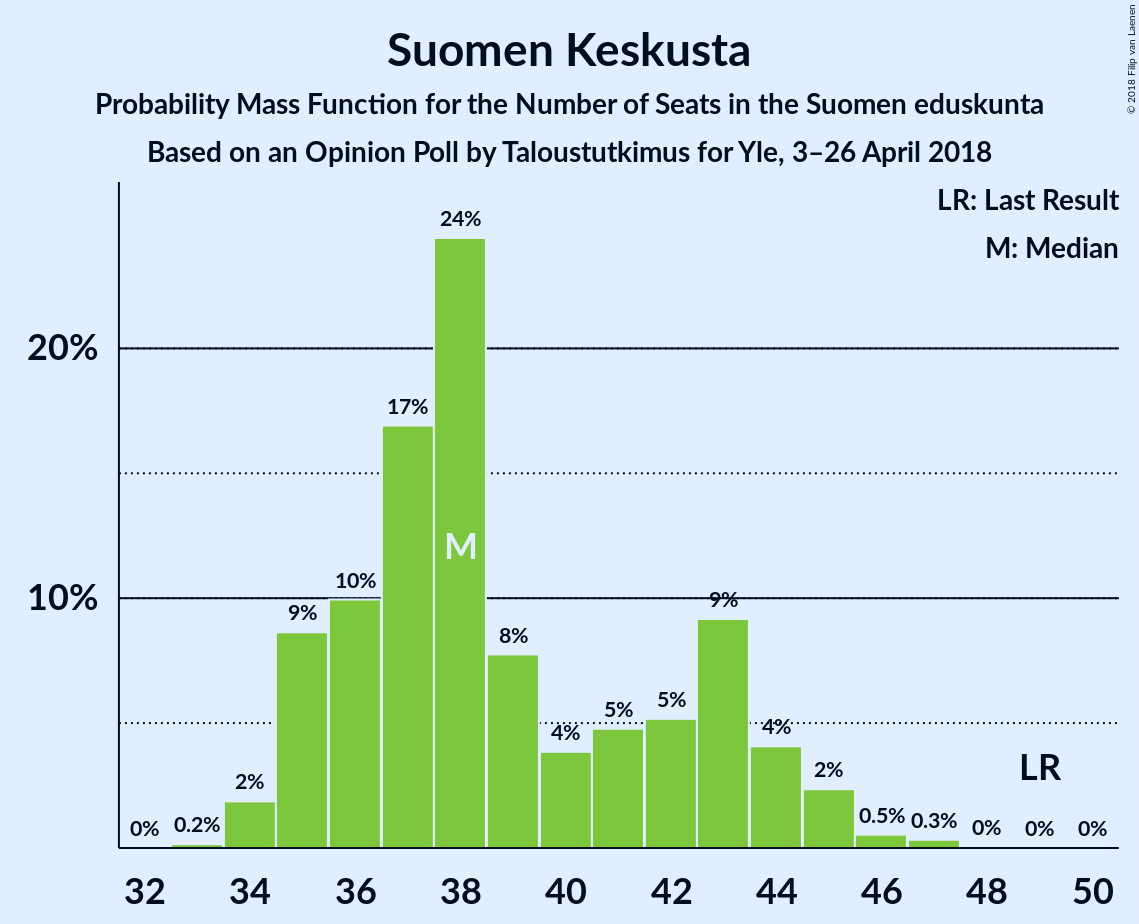 Suomen Keskusta
Probability Mass Function for the Number of Seats in the Suomen eduskunta
Based on an Opinion Poll by Taloustutkimus for Yle, 3–26 April 2018
© 2018 Filip van Laenen
LR: Last Result
M: Median
20%
10%
0%
0.2%
2%
9%
10%
17%
24%
8%
4%
5%
5%
9%
4%
2%
0.5%
0.3%
0%
0%
0%
M
LR
32 34 36 38 40 42 44 46 48 50